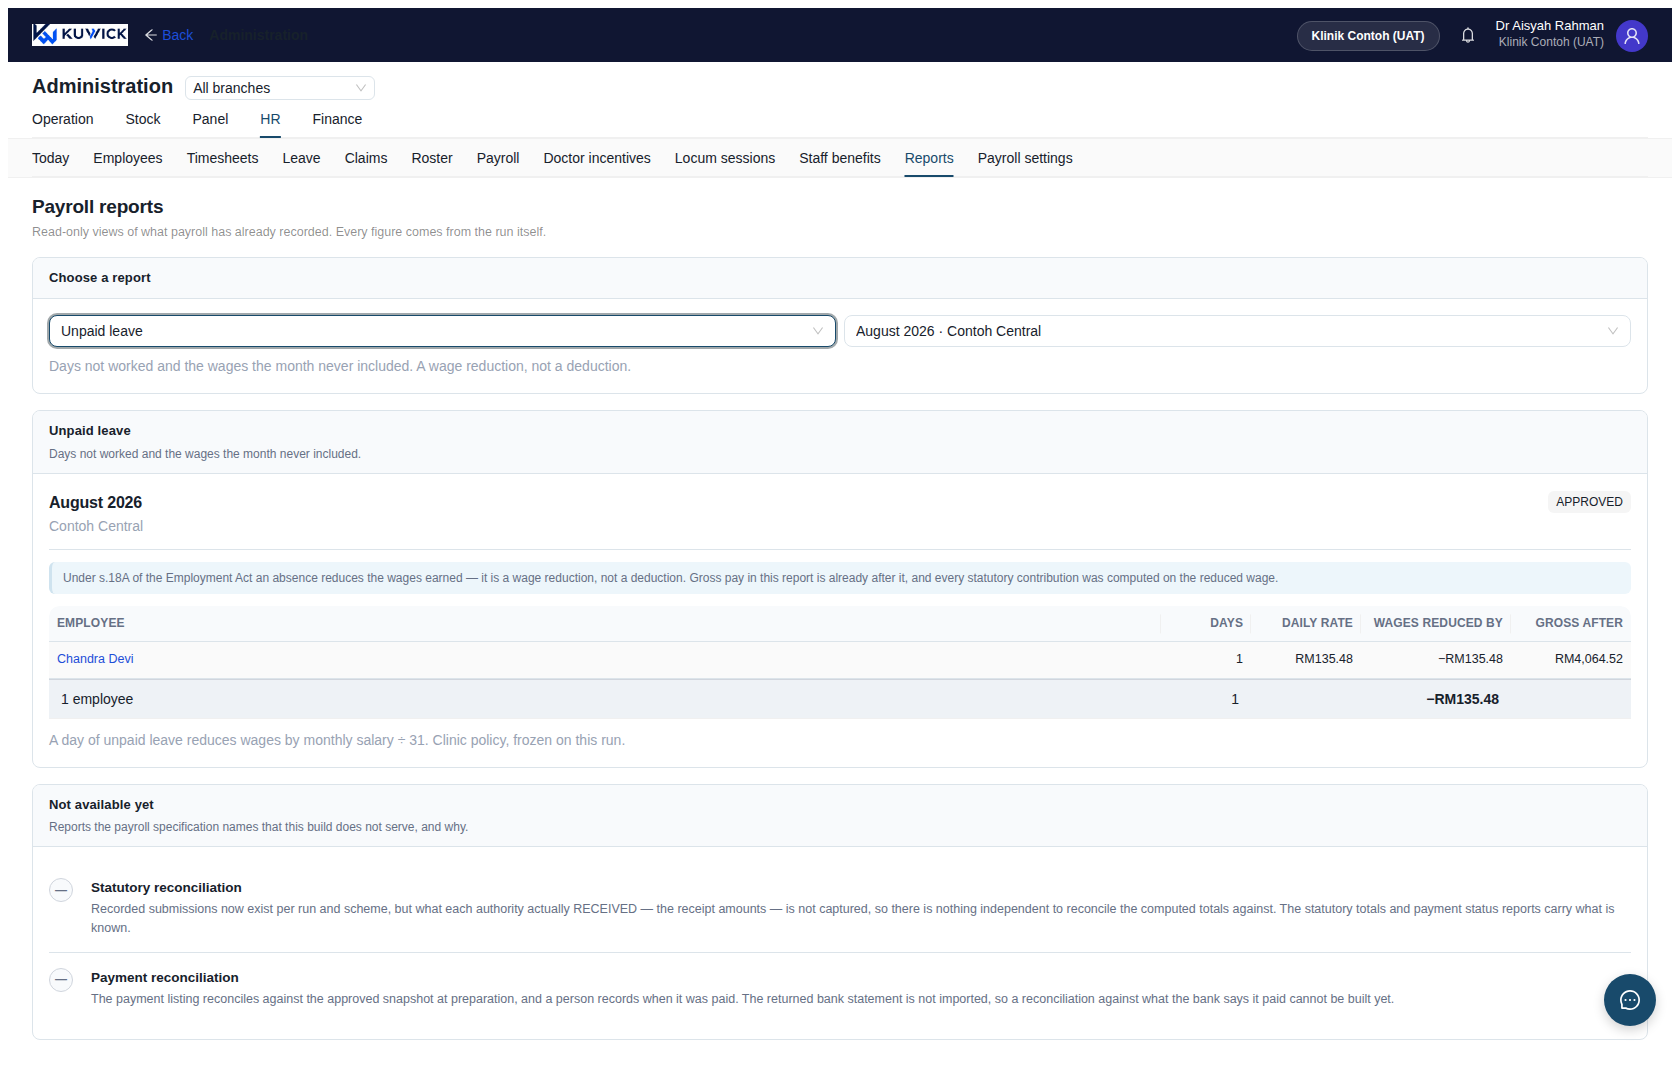 KUWICK
Back Administration
Klinik Contoh (UAT)
Dr Aisyah Rahman
Klinik Contoh (UAT)
Administration All branches
Operation Stock Panel HR Finance
Today Employees Timesheets Leave Claims Roster Payroll Doctor incentives Locum sessions Staff benefits Reports Payroll settings
Payroll reports
Read-only views of what payroll has already recorded. Every figure comes from the run itself.
Choose a report
Unpaid leave August 2026 · Contoh Central
Days not worked and the wages the month never included. A wage reduction, not a deduction.
Unpaid leave
Days not worked and the wages the month never included.
August 2026 APPROVED
Contoh Central
Under s.18A of the Employment Act an absence reduces the wages earned — it is a wage reduction, not a deduction. Gross pay in this report is already after it, and every statutory contribution was computed on the reduced wage.
EMPLOYEE DAYS DAILY RATE WAGES REDUCED BY GROSS AFTER
Chandra Devi 1 RM135.48 −RM135.48 RM4,064.52
1 employee 1 −RM135.48
A day of unpaid leave reduces wages by monthly salary ÷ 31. Clinic policy, frozen on this run.
Not available yet
Reports the payroll specification names that this build does not serve, and why.
Statutory reconciliation
Recorded submissions now exist per run and scheme, but what each authority actually RECEIVED — the receipt amounts — is not captured, so there is nothing independent to reconcile the computed totals against. The statutory totals and payment status reports carry what is
known.
Payment reconciliation
The payment listing reconciles against the approved snapshot at preparation, and a person records when it was paid. The returned bank statement is not imported, so a reconciliation against what the bank says it paid cannot be built yet.